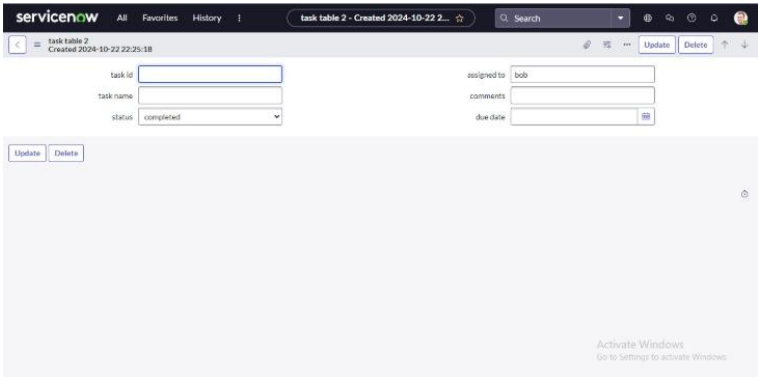 servicenow All Favorites History task table 2 - Created 2024-10-22 2... Search
task table 2
Created 2024-10-22 22:25:18
Update Delete
task id
assigned to bob
task name
comments
status completed
due date
Update Delete
Activate Windows
Go to Settings to activate Windows.